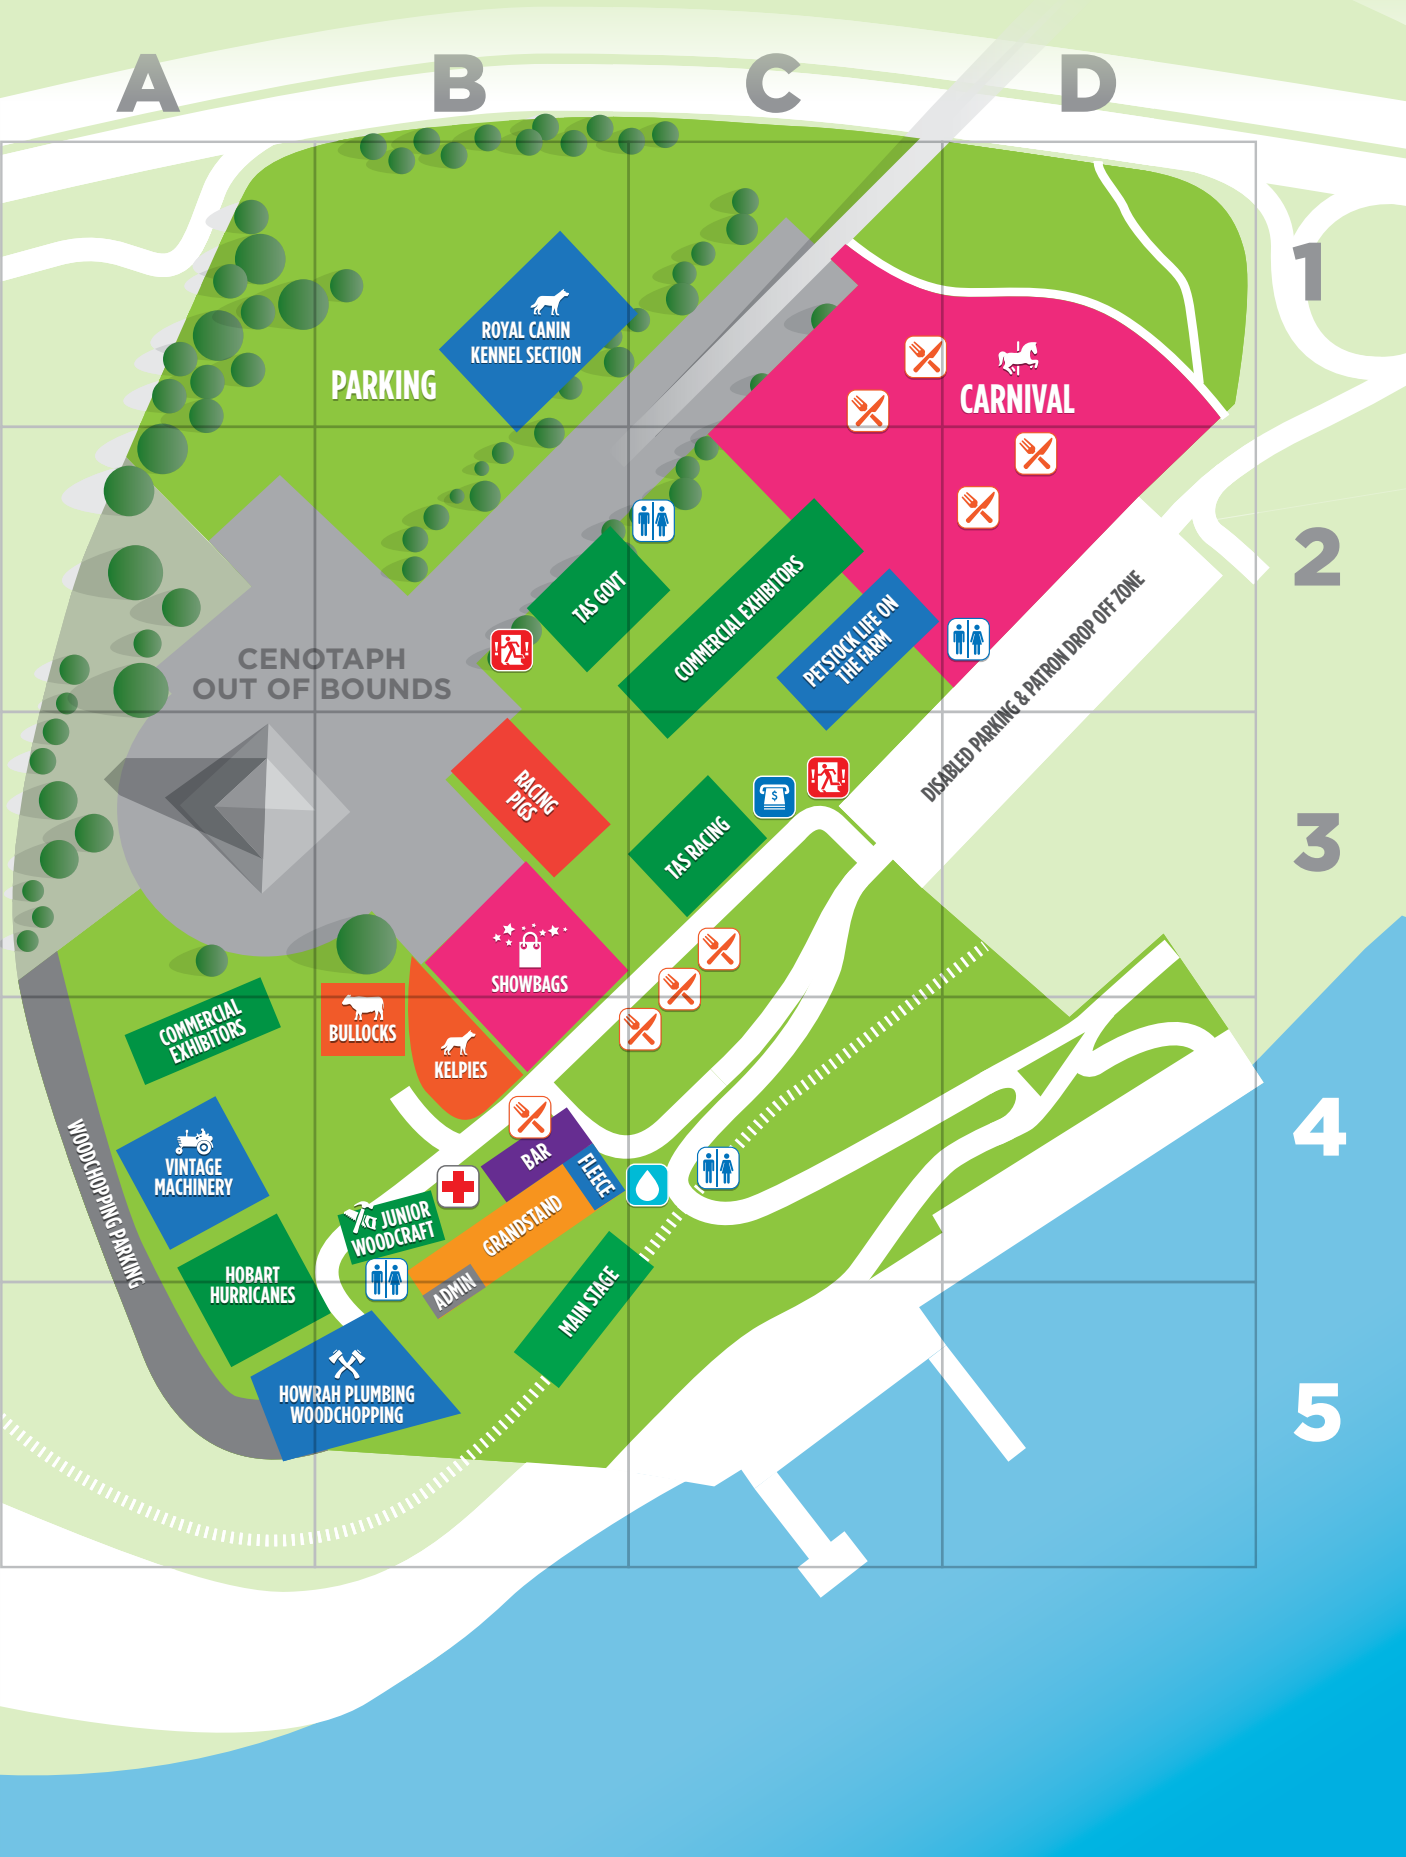 A
B
C
D
1
ROYAL CANIN
KENNEL SECTION
PARKING
CARNIVAL
2
TAS GOVT
COMMERCIAL EXHIBITORS
PETSTOCK LIFE ON
THE FARM
DISABLED PARKING & PATRON DROP OFF ZONE
CENOTAPH
OUT OF BOUNDS
3
RACING
PIGS
$
TAS RACING
SHOWBAGS
COMMERCIAL
EXHIBITORS
BULLOCKS
KELPIES
4
WOODCHOPPING PARKING
VINTAGE
MACHINERY
BAR
FLEECE
JUNIOR
WOODCRAFT
GRANDSTAND
HOBART
HURRICANES
ADMIN
MAIN STAGE
5
HOWRAH PLUMBING
WOODCHOPPING